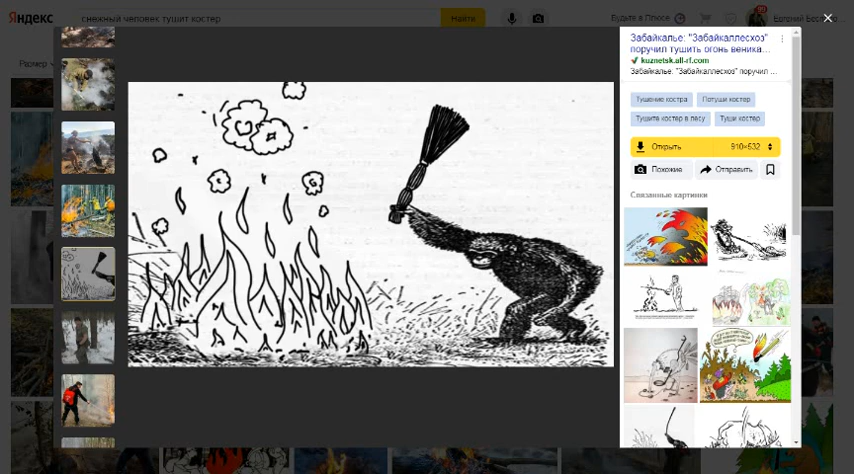 Яндекс
снежный человек тушит костер
Найти
Будьте в Плюсе
99
Размер
Забайкалье: "Забайкаллесхоз"
поручил тушить огонь веника...
kuznetsk.all-rf.com
Забайкалье: "Забайкаллесхоз" поручил ...
Тушение костра
Потуши костер
Тушите костер в лесу
Туши костер
Открыть
910×532
Похожие
Отправить
Связанные картинки